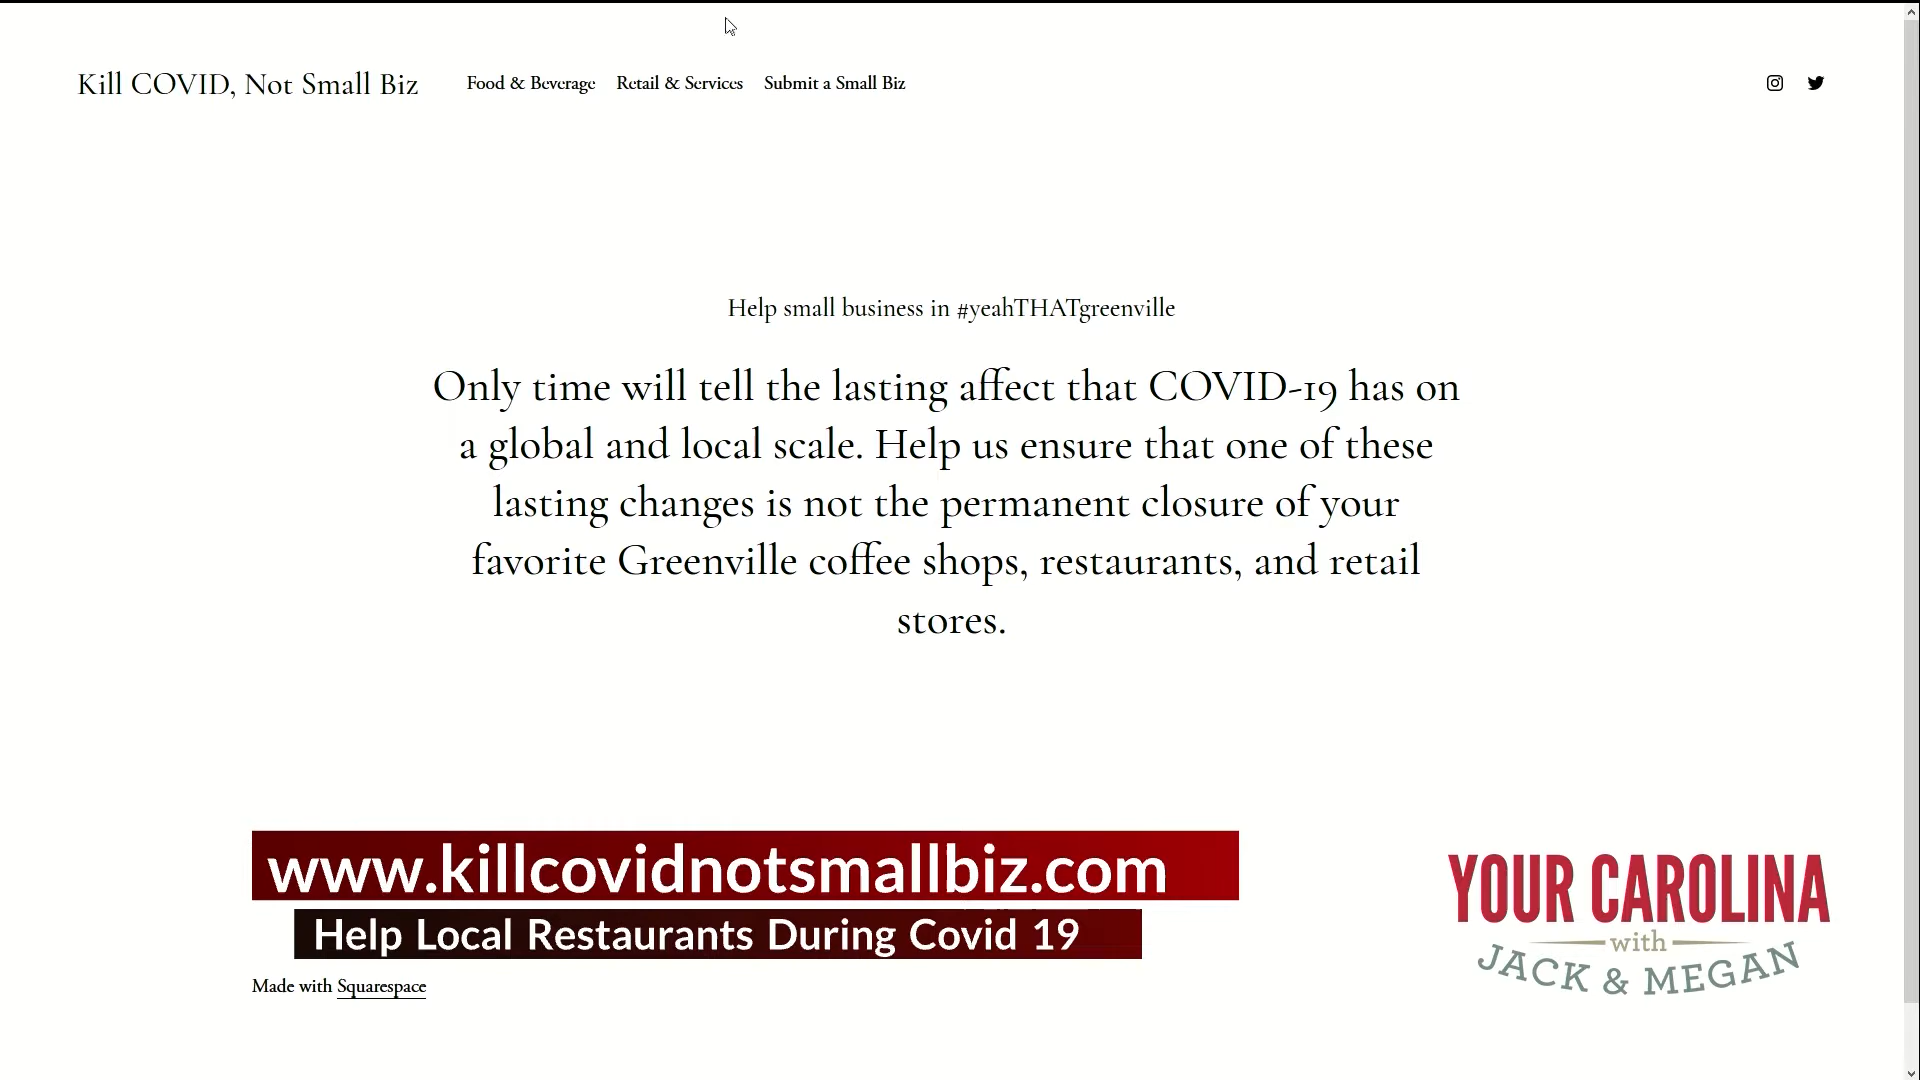 Kill COVID, Not Small Biz
Food & Beverage Retail & Services Submit a Small Biz
Help small business in #yeahTHATgreenville
Only time will tell the lasting affect that COVID-19 has on
a global and local scale. Help us ensure that one of these
lasting changes is not the permanent closure of your
favorite Greenville coffee shops, restaurants, and retail
stores.
www.killcovidnotsmallbiz.com
Help Local Restaurants During Covid 19
Made with Squarespace
YOUR CAROLINA
with
JACK & MEGAN